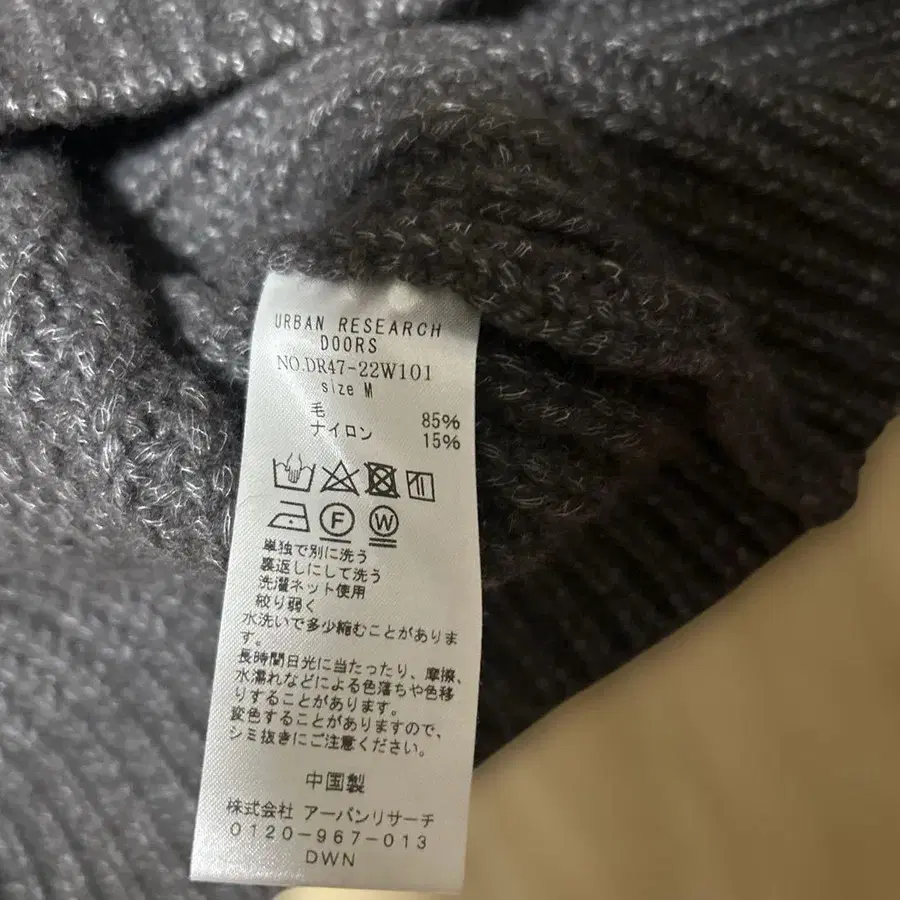 URBAN RESEARCH
DOORS
NO.DR47-22W101
size M
毛 85%
ナイロン 15%
F W
単独で別に洗う
裏返しにして洗う
洗濯ネット使用
絞り弱く
水洗いで多少縮むことがありま
す。
長時間日光に当たったり、摩擦、
水濡れなどによる色落ちや色移
りすることがあります。
変色することがありますので、
シミ抜きにご注意ください。
中国製
株式会社 アーバンリサーチ
0120-967-013
DWN